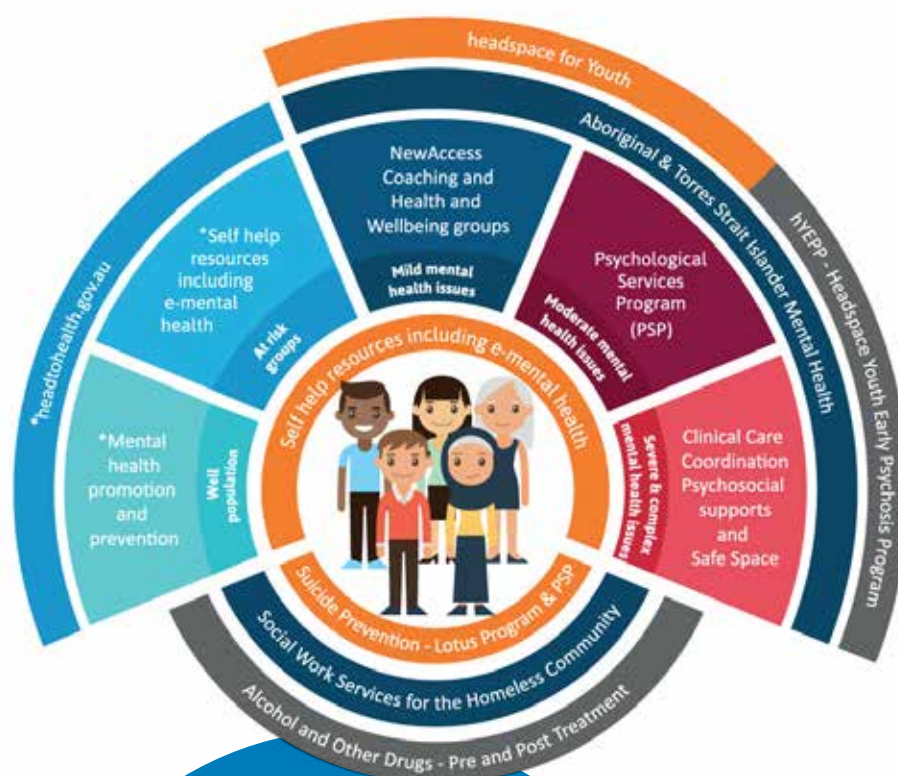 headspace for Youth
Aboriginal & Torres Strait Islander Mental Health
hYEPP - Headspace Youth Early Psychosis Program
*headtohealth.gov.au
*Mental
health
promotion
and
prevention
Well
population
*Self help
resources
including
e-mental
health
At risk
groups
NewAccess
Coaching and
Health and
Wellbeing groups
Mild mental
health issues
Psychological
Services
Program
(PSP)
Moderate mental
health issues
Clinical Care
Coordination
Psychosocial
supports
and
Safe Space
Severe & complex
mental health issues
Self help resources including e-mental health
Suicide Prevention - Lotus Program & PSP
Social Work Services for the Homeless Community
Alcohol and Other Drugs - Pre and Post Treatment